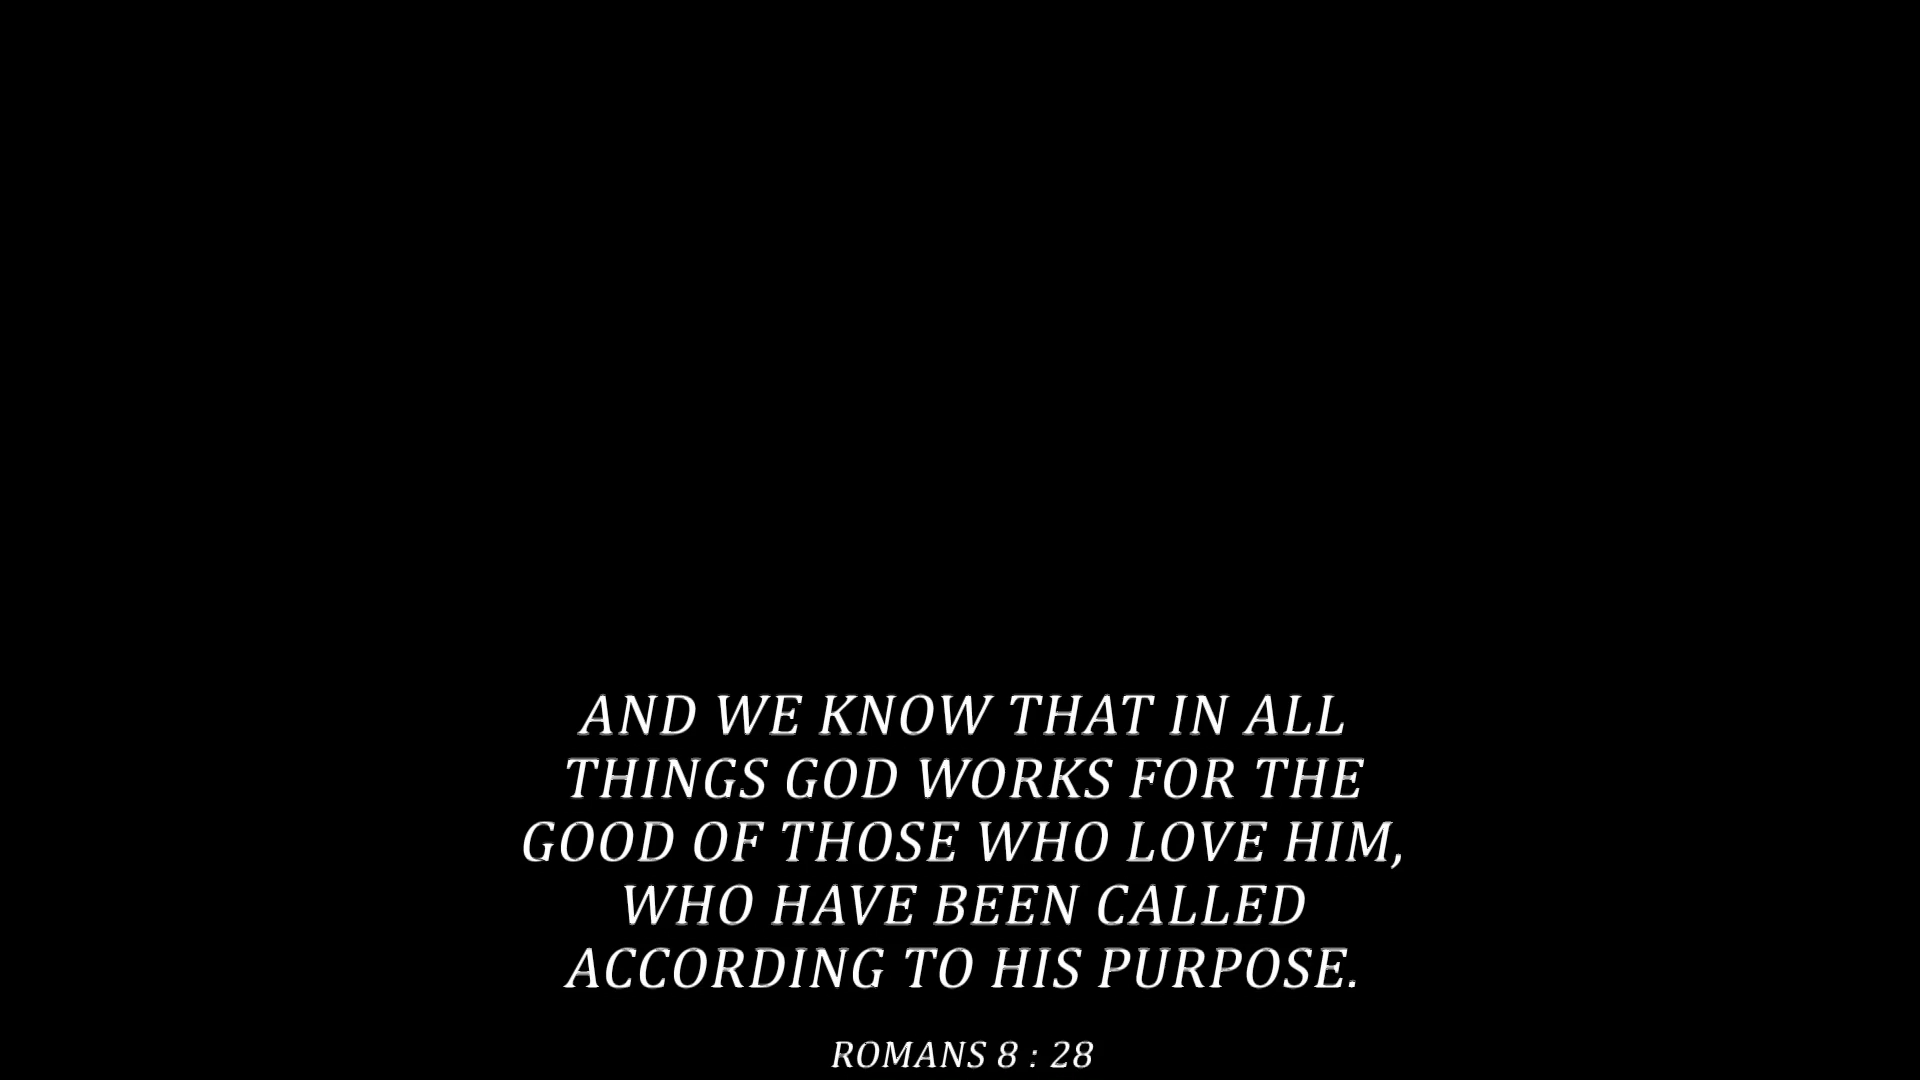 AND WE KNOW THAT IN ALL
THINGS GOD WORKS FOR THE
GOOD OF THOSE WHO LOVE HIM,
WHO HAVE BEEN CALLED
ACCORDING TO HIS PURPOSE.
ROMANS 8 : 28